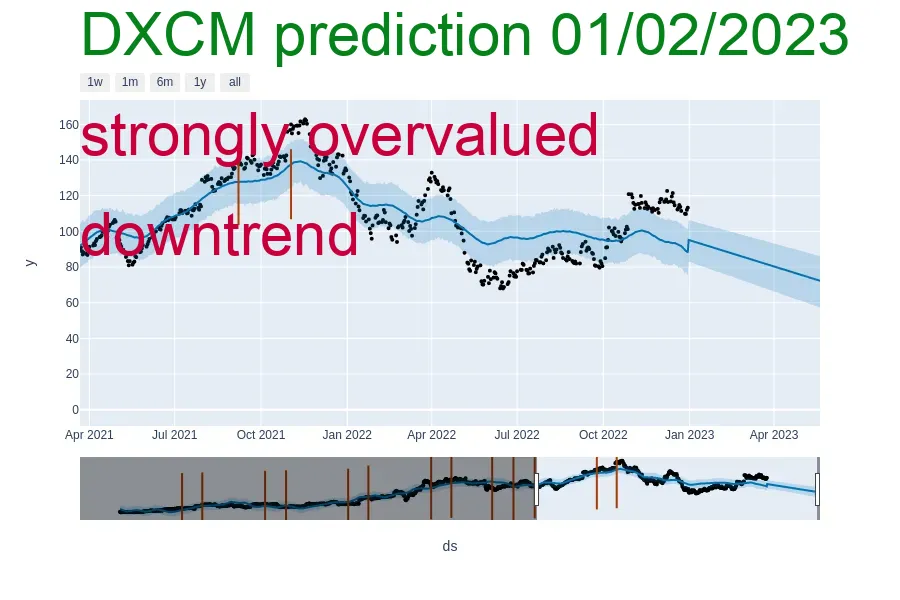 DXCM prediction 01/02/2023
1w 1m 6m 1y all
strongly overvalued
downtrend
160
140
120
100
80
60
40
20
0
y
Apr 2021 Jul 2021 Oct 2021 Jan 2022 Apr 2022 Jul 2022 Oct 2022 Jan 2023 Apr 2023
ds